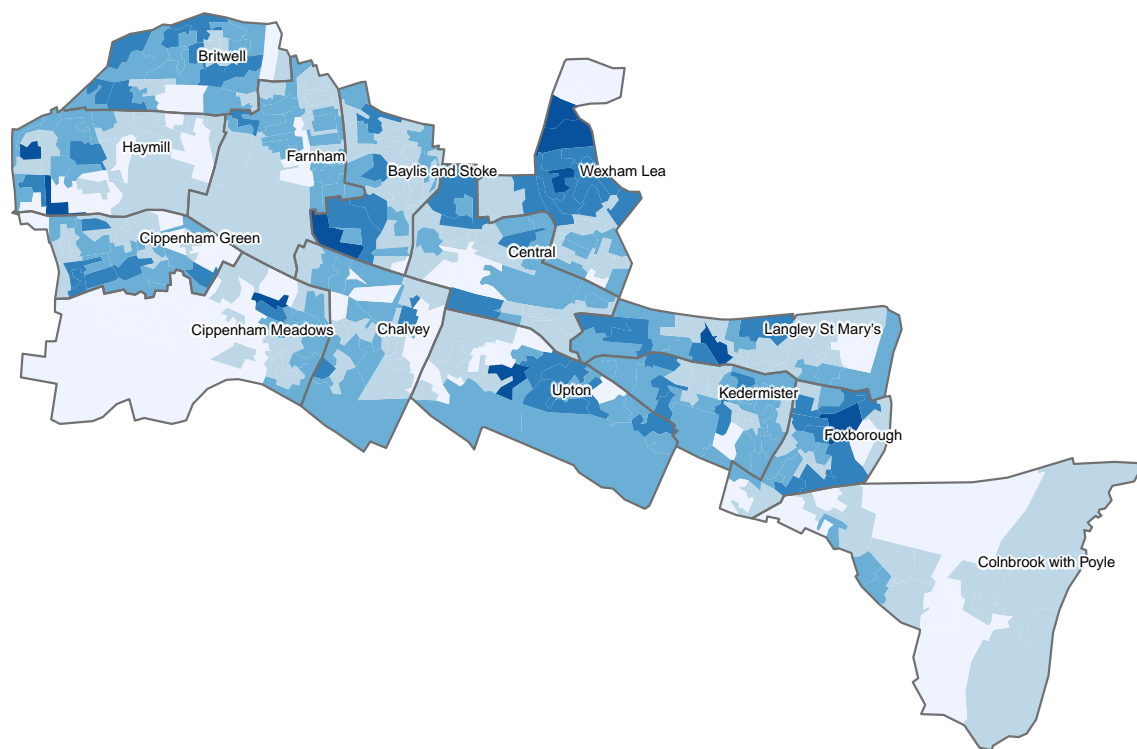 Britwell
Haymill
Farnham
Baylis and Stoke
Wexham Lea
Cippenham Green
Central
Cippenham Meadows
Chalvey
Langley St Mary's
Upton
Kedermister
Foxborough
Colnbrook with Poyle